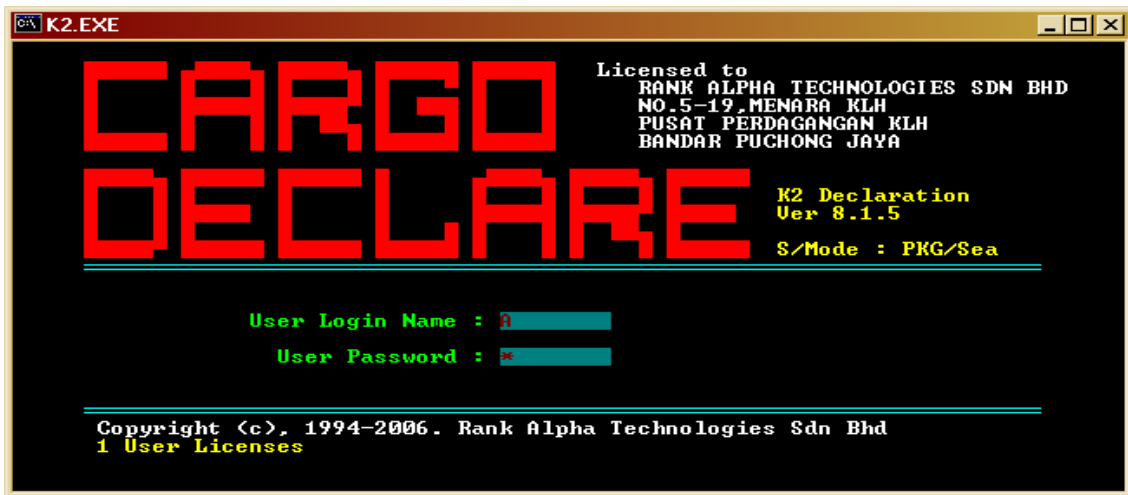 K2.EXE
CARGO
DECLARE
Licensed to
RANK ALPHA TECHNOLOGIES SDN BHD
NO.5-19,MENARA KLH
PUSAT PERDAGANGAN KLH
BANDAR PUCHONG JAYA
K2 Declaration
Ver 8.1.5
S/Mode : PKG/Sea
User Login Name : A
User Password : *
Copyright (c), 1994-2006. Rank Alpha Technologies Sdn Bhd
1 User Licenses